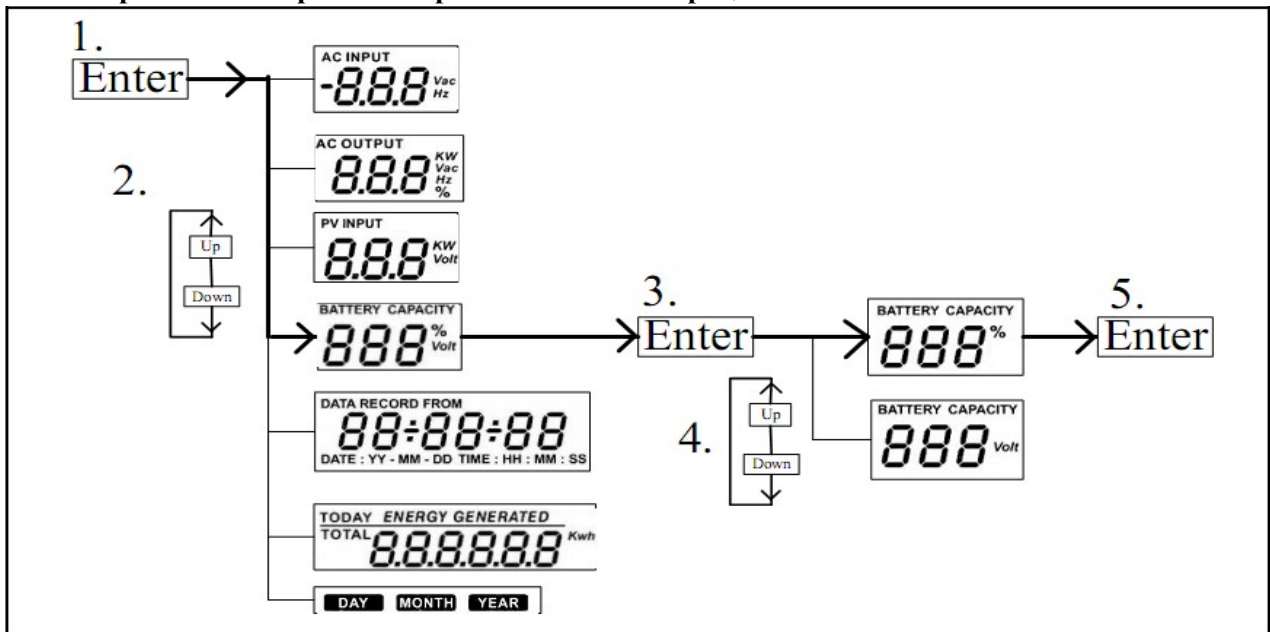 1.
Enter
AC INPUT
-8.8.8 Vac
Hz
AC OUTPUT
8.8.8 KW
Vac
Hz
%
2.
Up
Down
PV INPUT
8.8.8 KW
Volt
BATTERY CAPACITY
888 %
Volt
3.
Enter
BATTERY CAPACITY
888 %
5.
Enter
4.
Up
Down
BATTERY CAPACITY
888 Volt
DATA RECORD FROM
88:88:88
DATE : YY - MM - DD TIME : HH : MM : SS
TODAY ENERGY GENERATED
TOTAL 8.8.8.8.8.8 Kwh
DAY MONTH YEAR